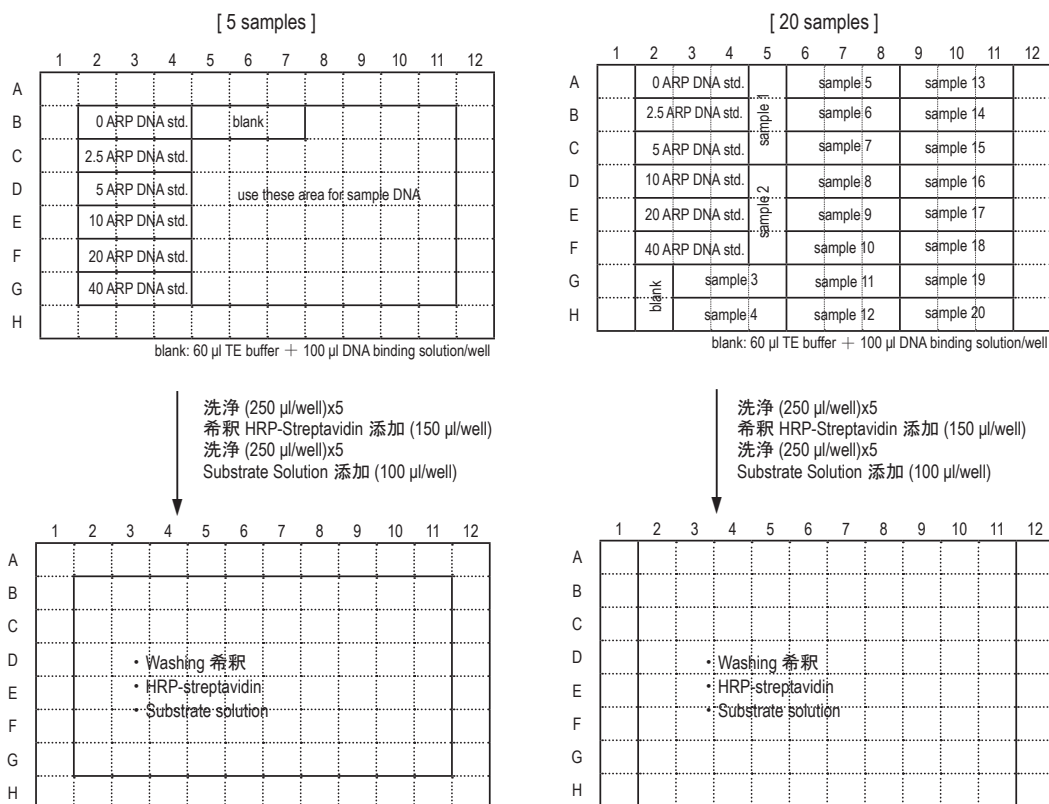 [ 5 samples ]
1 2 3 4 5 6 7 8 9 10 11 12
A
B 0 ARP DNA std. blank
C 2.5 ARP DNA std.
D 5 ARP DNA std. use these area for sample DNA
E 10 ARP DNA std.
F 20 ARP DNA std.
G 40 ARP DNA std.
H
blank: 60 µl TE buffer + 100 µl DNA binding solution/well
洗浄 (250 µl/well)x5
希釈 HRP-Streptavidin 添加 (150 µl/well)
洗浄 (250 µl/well)x5
Substrate Solution 添加 (100 µl/well)
1 2 3 4 5 6 7 8 9 10 11 12
A
B
C
D ・Washing 希釈
E ・HRP-streptavidin
F ・Substrate solution
G
H
[ 20 samples ]
1 2 3 4 5 6 7 8 9 10 11 12
A 0 ARP DNA std. sample 5 sample 13
sample 1
B 2.5 ARP DNA std. sample 6 sample 14
C 5 ARP DNA std. sample 7 sample 15
D 10 ARP DNA std. sample 8 sample 16
sample 2
E 20 ARP DNA std. sample 9 sample 17
F 40 ARP DNA std. sample 10 sample 18
G sample 3 sample 11 sample 19
blank
H sample 4 sample 12 sample 20
blank: 60 µl TE buffer + 100 µl DNA binding solution/well
洗浄 (250 µl/well)x5
希釈 HRP-Streptavidin 添加 (150 µl/well)
洗浄 (250 µl/well)x5
Substrate Solution 添加 (100 µl/well)
1 2 3 4 5 6 7 8 9 10 11 12
A
B
C
D ・Washing 希釈
E ・HRP-streptavidin
F ・Substrate solution
G
H